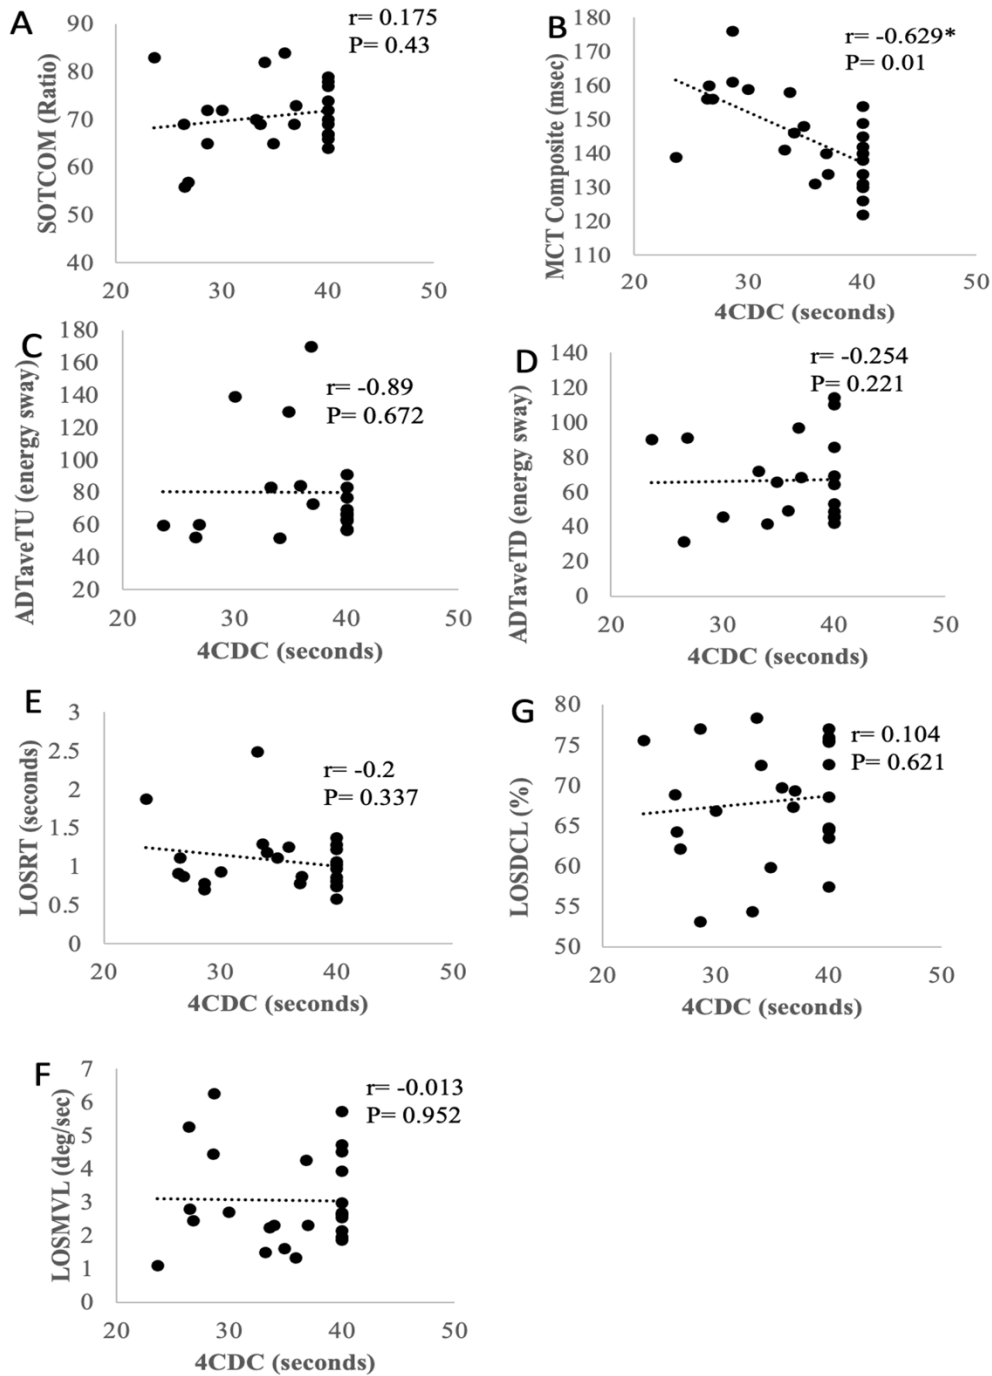 A
r= 0.175
P= 0.43
SOTCOM (Ratio)
90
80
70
60
50
40
20 30 40 50
B
r= -0.629*
P= 0.01
MCT Composite (msec)
180
170
160
150
140
130
120
110
20 30 40 50
4CDC (seconds)
C
r= -0.89
P= 0.672
ADTaveTU (energy sway)
180
160
140
120
100
80
60
40
20
20 30 40 50
4CDC (seconds)
D
r= -0.254
P= 0.221
ADTaveTD (energy sway)
140
120
100
80
60
40
20
0
20 30 40 50
4CDC (seconds)
E
r= -0.2
P= 0.337
LOSRT (seconds)
3
2.5
2
1.5
1
0.5
0
20 30 40 50
4CDC (seconds)
G
r= 0.104
P= 0.621
LOSDCL (%)
80
75
70
65
60
55
50
20 30 40 50
4CDC (seconds)
F
r= -0.013
P= 0.952
LOSMVL (deg/sec)
7
6
5
4
3
2
1
0
20 30 40 50
4CDC (seconds)